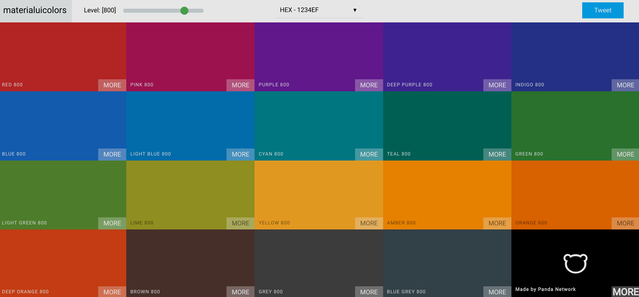 materialuicolors Level: [800] HEX - 1234EF ▼ Tweet
RED 800 MORE PINK 800 MORE PURPLE 800 MORE DEEP PURPLE 800 MORE INDIGO 800 MORE
BLUE 800 MORE LIGHT BLUE 800 MORE CYAN 800 MORE TEAL 800 MORE GREEN 800 MORE
LIGHT GREEN 800 MORE LIME 800 MORE YELLOW 800 MORE AMBER 800 MORE ORANGE 800 MORE
DEEP ORANGE 800 MORE BROWN 800 MORE GREY 800 MORE BLUE GREY 800 MORE Made by Panda Network MORE